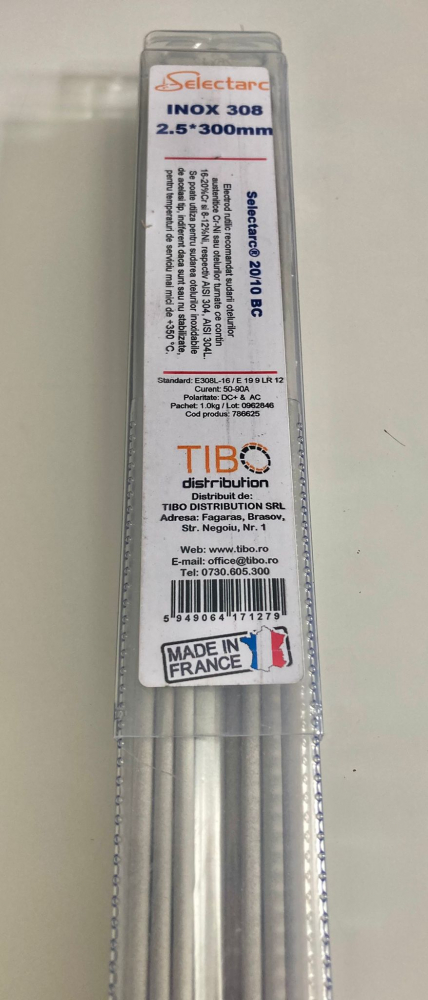 Selectarc
INOX 308
2.5*300mm
Selectarc® 20/10 BC
Electrod rutilic recomandat sudarii otelurilor
austenitice Cr-Ni sau otelurilor turnate ce contin
16-20%Cr si 8-12%Ni, respectiv AISI 304, AISI 304L.
Se poate utiliza pentru sudarea otelurilor inoxidabile
de acelasi tip, indiferent daca sunt sau nu stabilizate,
pentru temperaturi de serviciu mai mici de +350 °C.
Standard: E308L-16 / E 19 9 LR 12
Curent: 50-90A
Polaritate: DC+ & AC
Pachet: 1.0kg / Lot: 0962846
Cod produs: 786625
TIBO
distribution
Distribuit de:
TIBO DISTRIBUTION SRL
Adresa: Fagaras, Brasov,
Str. Negoiu, Nr. 1
Web: www.tibo.ro
E-mail: office@tibo.ro
Tel: 0730.605.300
5 949064 171279
MADE IN
FRANCE